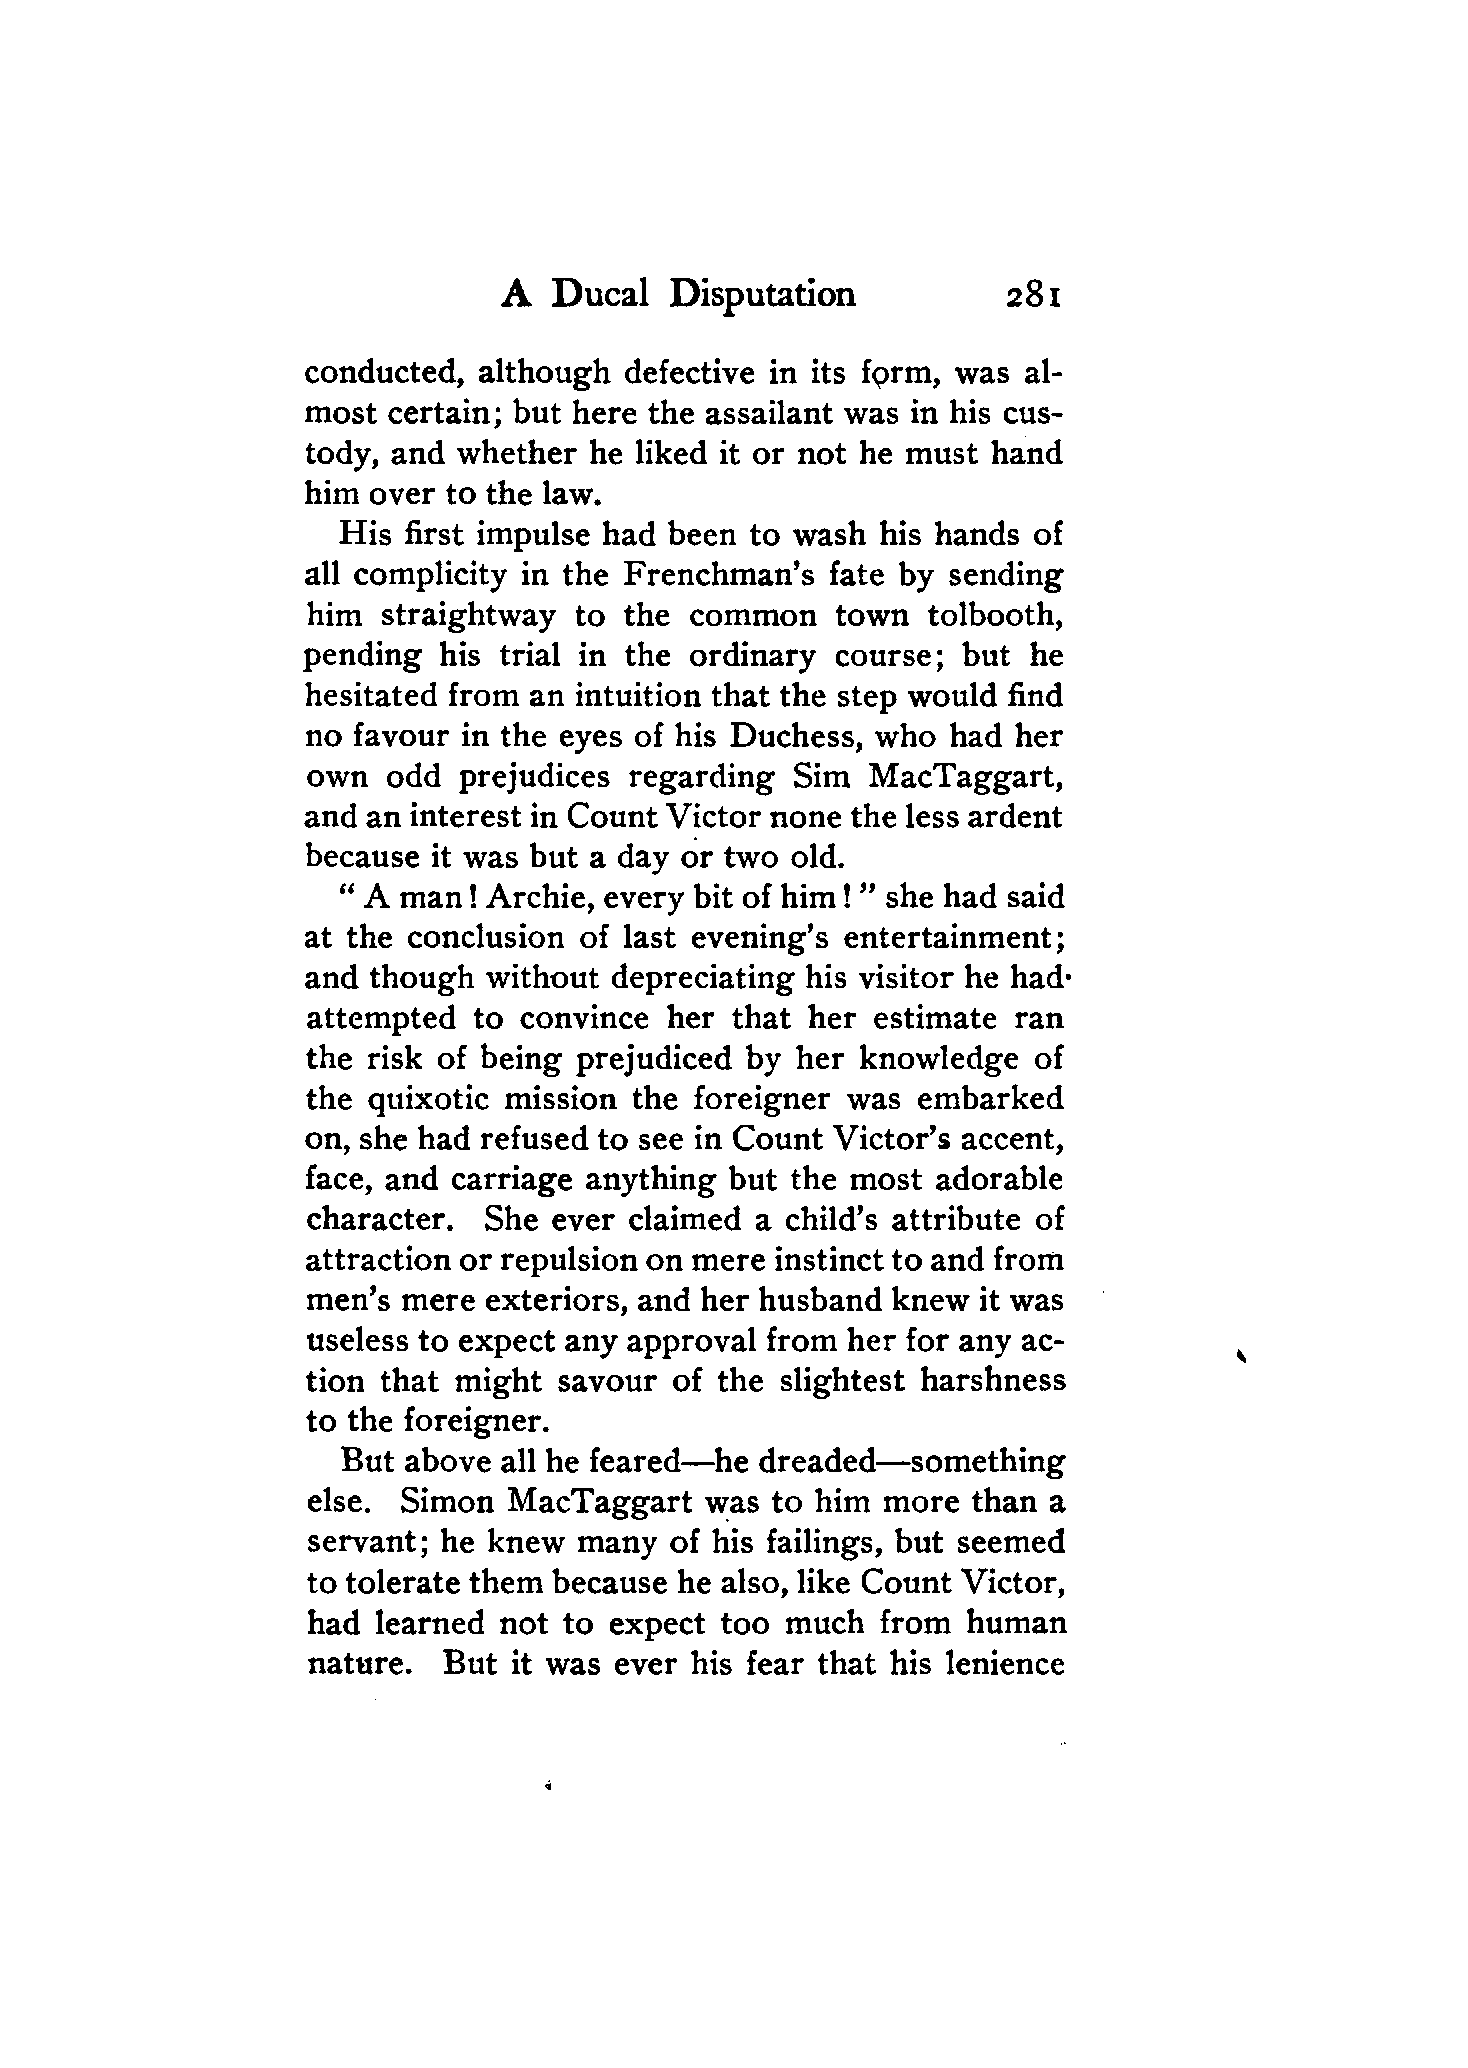 A Ducal Disputation 281
conducted, although defective in its form, was al-
most certain; but here the assailant was in his cus-
tody, and whether he liked it or not he must hand
him over to the law.
His first impulse had been to wash his hands of
all complicity in the Frenchman's fate by sending
him straightway to the common town tolbooth,
pending his trial in the ordinary course; but he
hesitated from an intuition that the step would find
no favour in the eyes of his Duchess, who had her
own odd prejudices regarding Sim MacTaggart,
and an interest in Count Victor none the less ardent
because it was but a day or two old.
“ A man! Archie, every bit of him!” she had said
at the conclusion of last evening's entertainment;
and though without depreciating his visitor he had
attempted to convince her that her estimate ran
the risk of being prejudiced by her knowledge of
the quixotic mission the foreigner was embarked
on, she had refused to see in Count Victor's accent,
face, and carriage anything but the most adorable
character. She ever claimed a child's attribute of
attraction or repulsion on mere instinct to and from
men's mere exteriors, and her husband knew it was
useless to expect any approval from her for any ac-
tion that might savour of the slightest harshness
to the foreigner.
But above all he feared—he dreaded—something
else. Simon MacTaggart was to him more than a
servant; he knew many of his failings, but seemed
to tolerate them because he also, like Count Victor,
had learned not to expect too much from human
nature. But it was ever his fear that his lenience